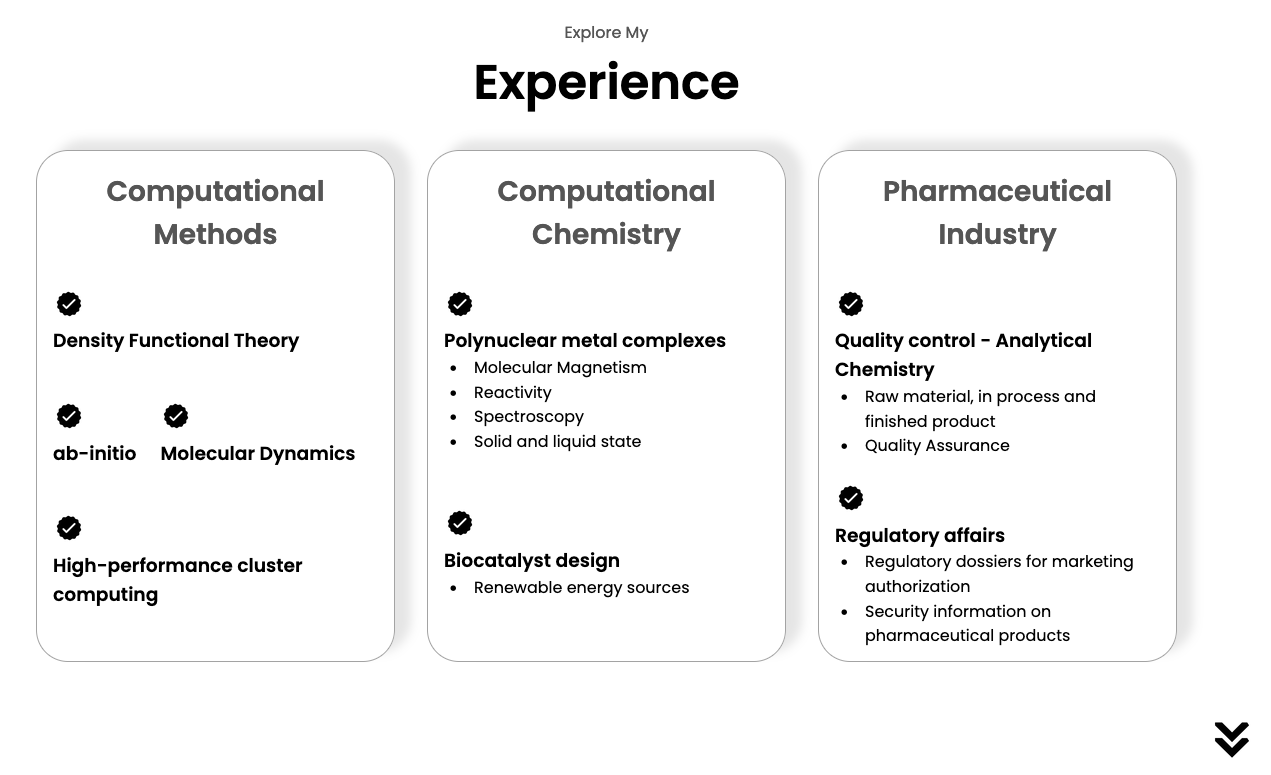 Explore My
Experience
Computational
Methods
Density Functional Theory
ab-initio
Molecular Dynamics
High-performance cluster
computing
Computational
Chemistry
Polynuclear metal complexes
• Molecular Magnetism
• Reactivity
• Spectroscopy
• Solid and liquid state
Biocatalyst design
• Renewable energy sources
Pharmaceutical
Industry
Quality control - Analytical
Chemistry
• Raw material, in process and
finished product
• Quality Assurance
Regulatory affairs
• Regulatory dossiers for marketing
authorization
• Security information on
pharmaceutical products